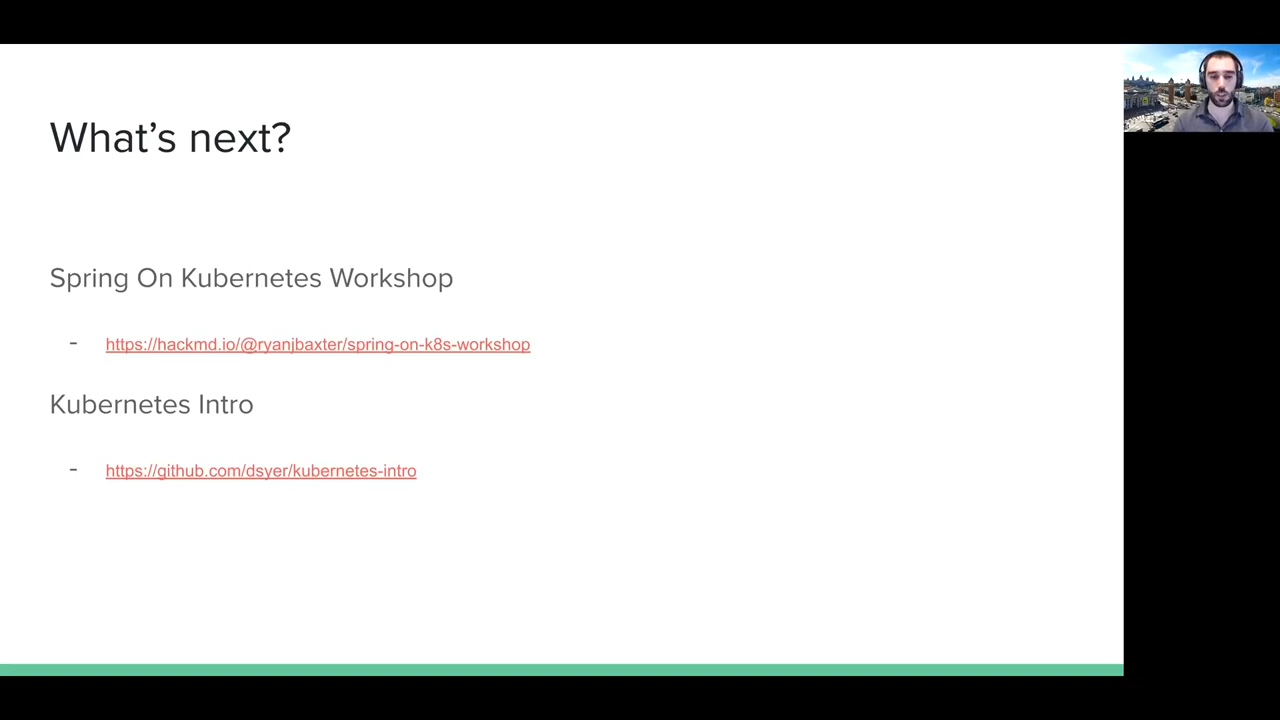 What’s next?
Spring On Kubernetes Workshop
- https://hackmd.io/@ryanjbaxter/spring-on-k8s-workshop
Kubernetes Intro
- https://github.com/dsyer/kubernetes-intro